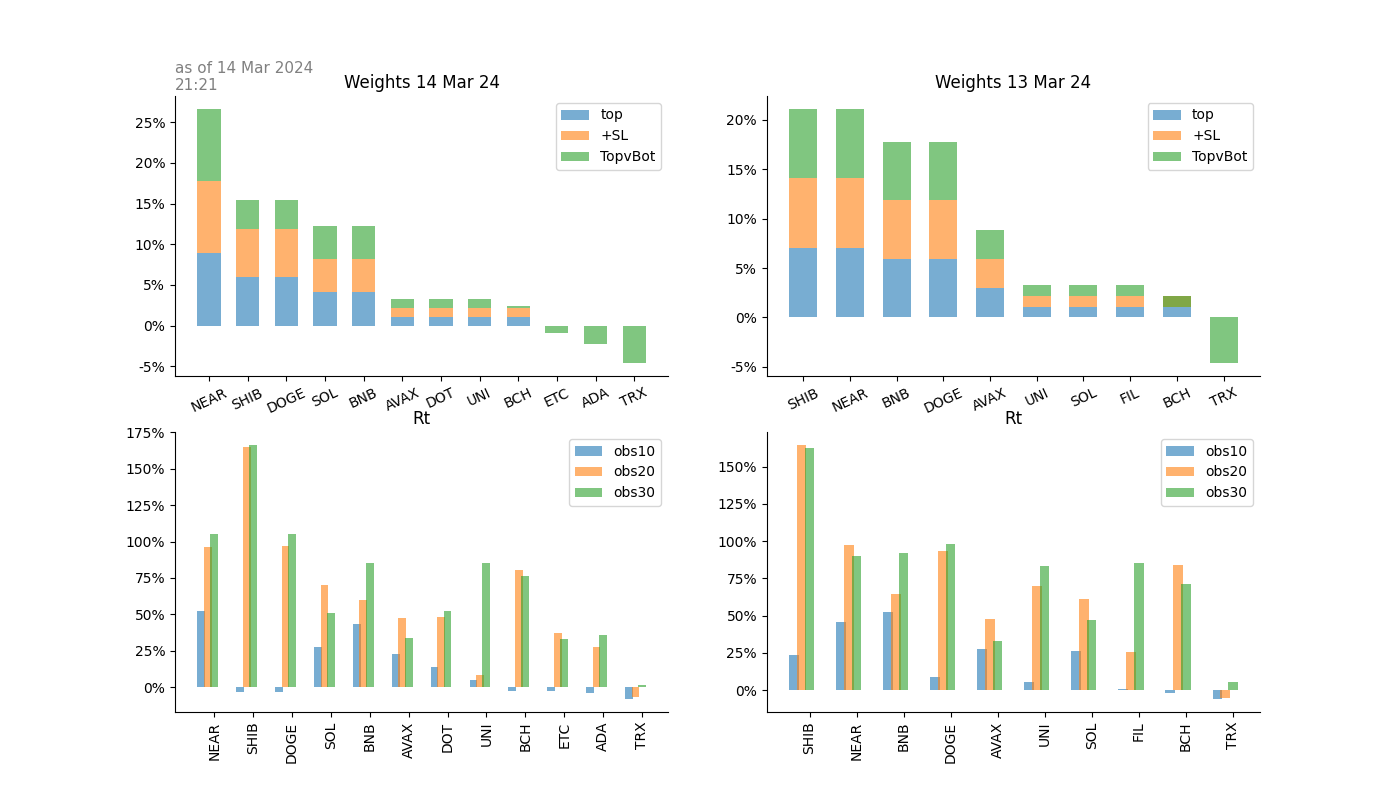 as of 14 Mar 2024
21:21
Weights 14 Mar 24
25%
20%
15%
10%
5%
0%
-5%
top
+SL
TopvBot
NEAR SHIB DOGE SOL BNB AVAX DOT UNI BCH ETC ADA TRX
Weights 13 Mar 24
20%
15%
10%
5%
0%
-5%
top
+SL
TopvBot
SHIB NEAR BNB DOGE AVAX UNI SOL FIL BCH TRX
Rt
175%
150%
125%
100%
75%
50%
25%
0%
obs10
obs20
obs30
NEAR SHIB DOGE SOL BNB AVAX DOT UNI BCH ETC ADA TRX
Rt
150%
125%
100%
75%
50%
25%
0%
obs10
obs20
obs30
SHIB NEAR BNB DOGE AVAX UNI SOL FIL BCH TRX